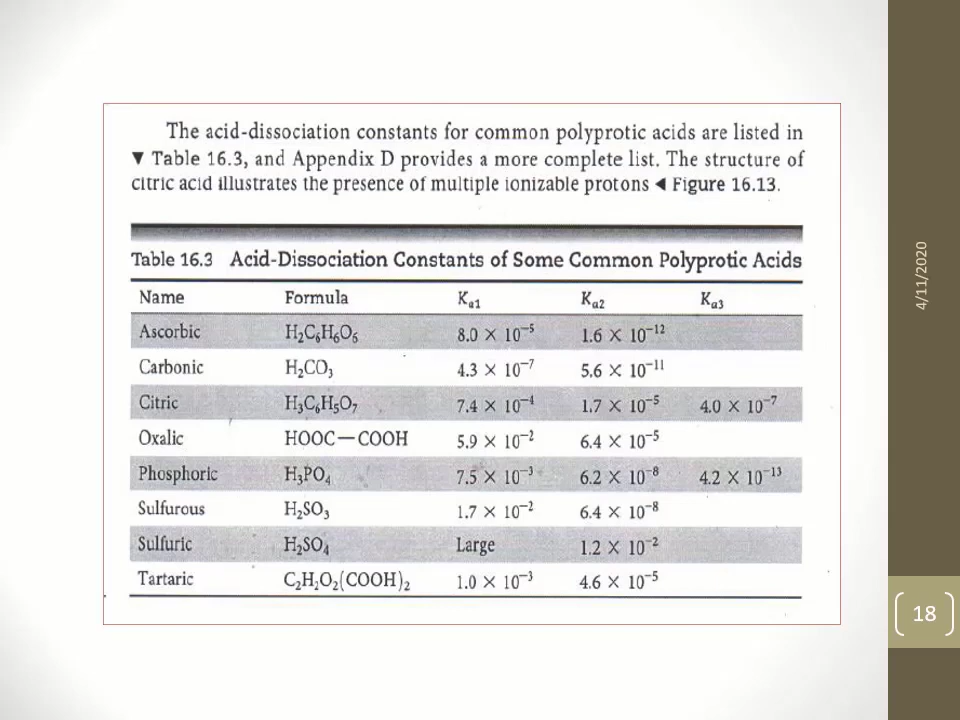 The acid-dissociation constants for common polyprotic acids are listed in
▼ Table 16.3, and Appendix D provides a more complete list. The structure of
citric acid illustrates the presence of multiple ionizable protons ◄ Figure 16.13.
Table 16.3 Acid-Dissociation Constants of Some Common Polyprotic Acids
Name Formula Kₐ₁ Kₐ₂ Kₐ₃
Ascorbic H₂C₆H₆O₆ 8.0 × 10⁻⁵ 1.6 × 10⁻¹²
Carbonic H₂CO₃ 4.3 × 10⁻⁷ 5.6 × 10⁻¹¹
Citric H₃C₆H₅O₇ 7.4 × 10⁻⁴ 1.7 × 10⁻⁵ 4.0 × 10⁻⁷
Oxalic HOOC—COOH 5.9 × 10⁻² 6.4 × 10⁻⁵
Phosphoric H₃PO₄ 7.5 × 10⁻³ 6.2 × 10⁻⁸ 4.2 × 10⁻¹³
Sulfurous H₂SO₃ 1.7 × 10⁻² 6.4 × 10⁻⁸
Sulfuric H₂SO₄ Large 1.2 × 10⁻²
Tartaric C₂H₂O₂(COOH)₂ 1.0 × 10⁻³ 4.6 × 10⁻⁵
4/11/2020
18